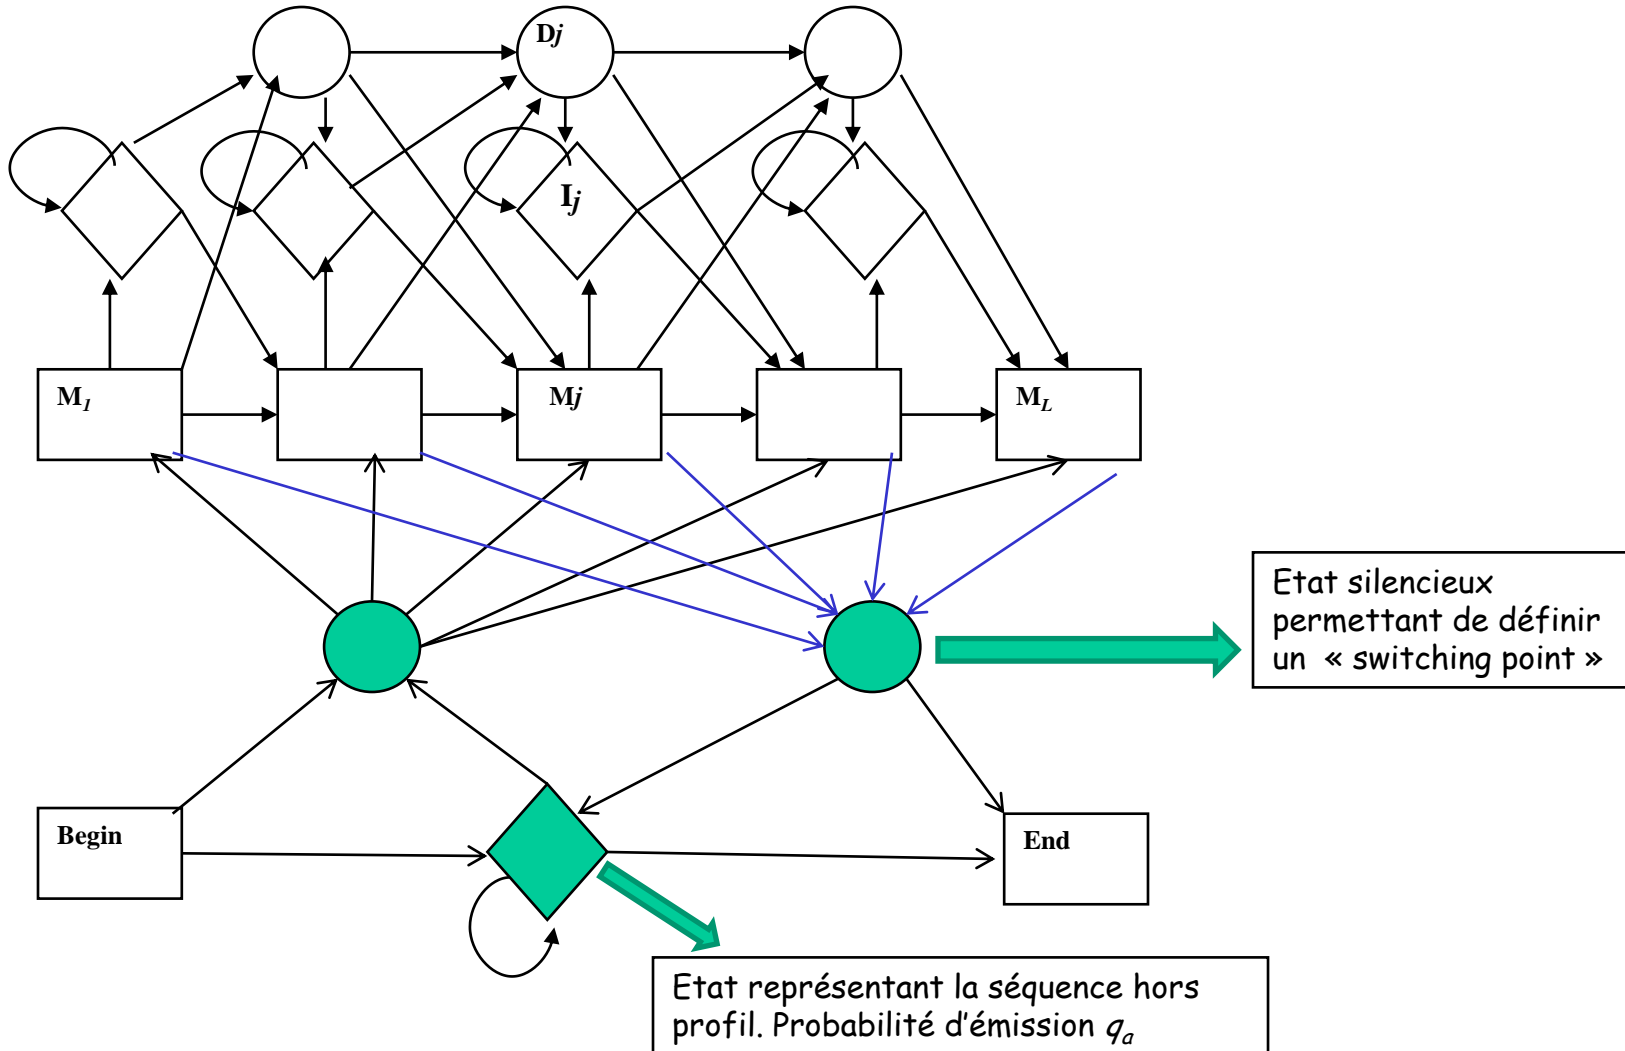 Dj
Ij
M1
Mj
ML
Etat silencieux
permettant de définir
un « switching point »
Begin
End
Etat représentant la séquence hors
profil. Probabilité d'émission qa